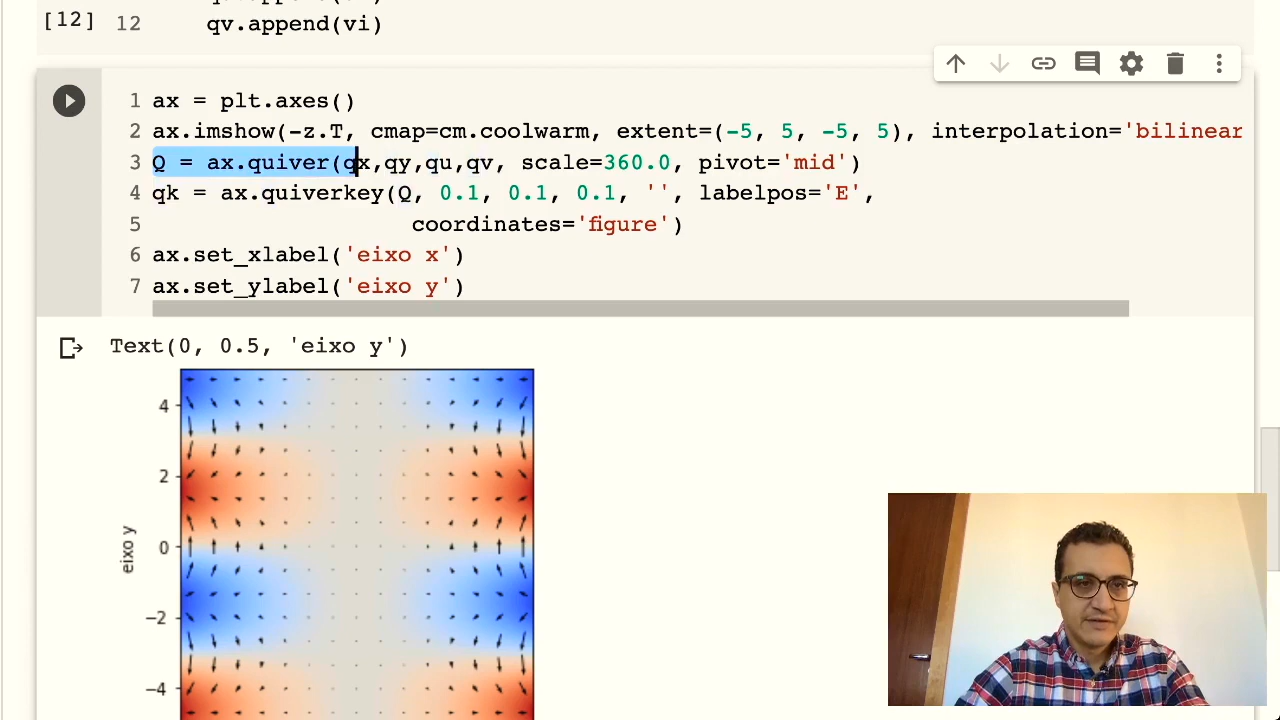 [12] 12 qv.append(vi)
1 ax = plt.axes()
2 ax.imshow(-z.T, cmap=cm.coolwarm, extent=(-5, 5, -5, 5), interpolation='bilinear
3 Q = ax.quiver(qx,qy,qu,qv, scale=360.0, pivot='mid')
4 qk = ax.quiverkey(Q, 0.1, 0.1, 0.1, '', labelpos='E',
5 coordinates='figure')
6 ax.set_xlabel('eixo x')
7 ax.set_ylabel('eixo y')
Text(0, 0.5, 'eixo y')
4
2
0
−2
−4
eixo y